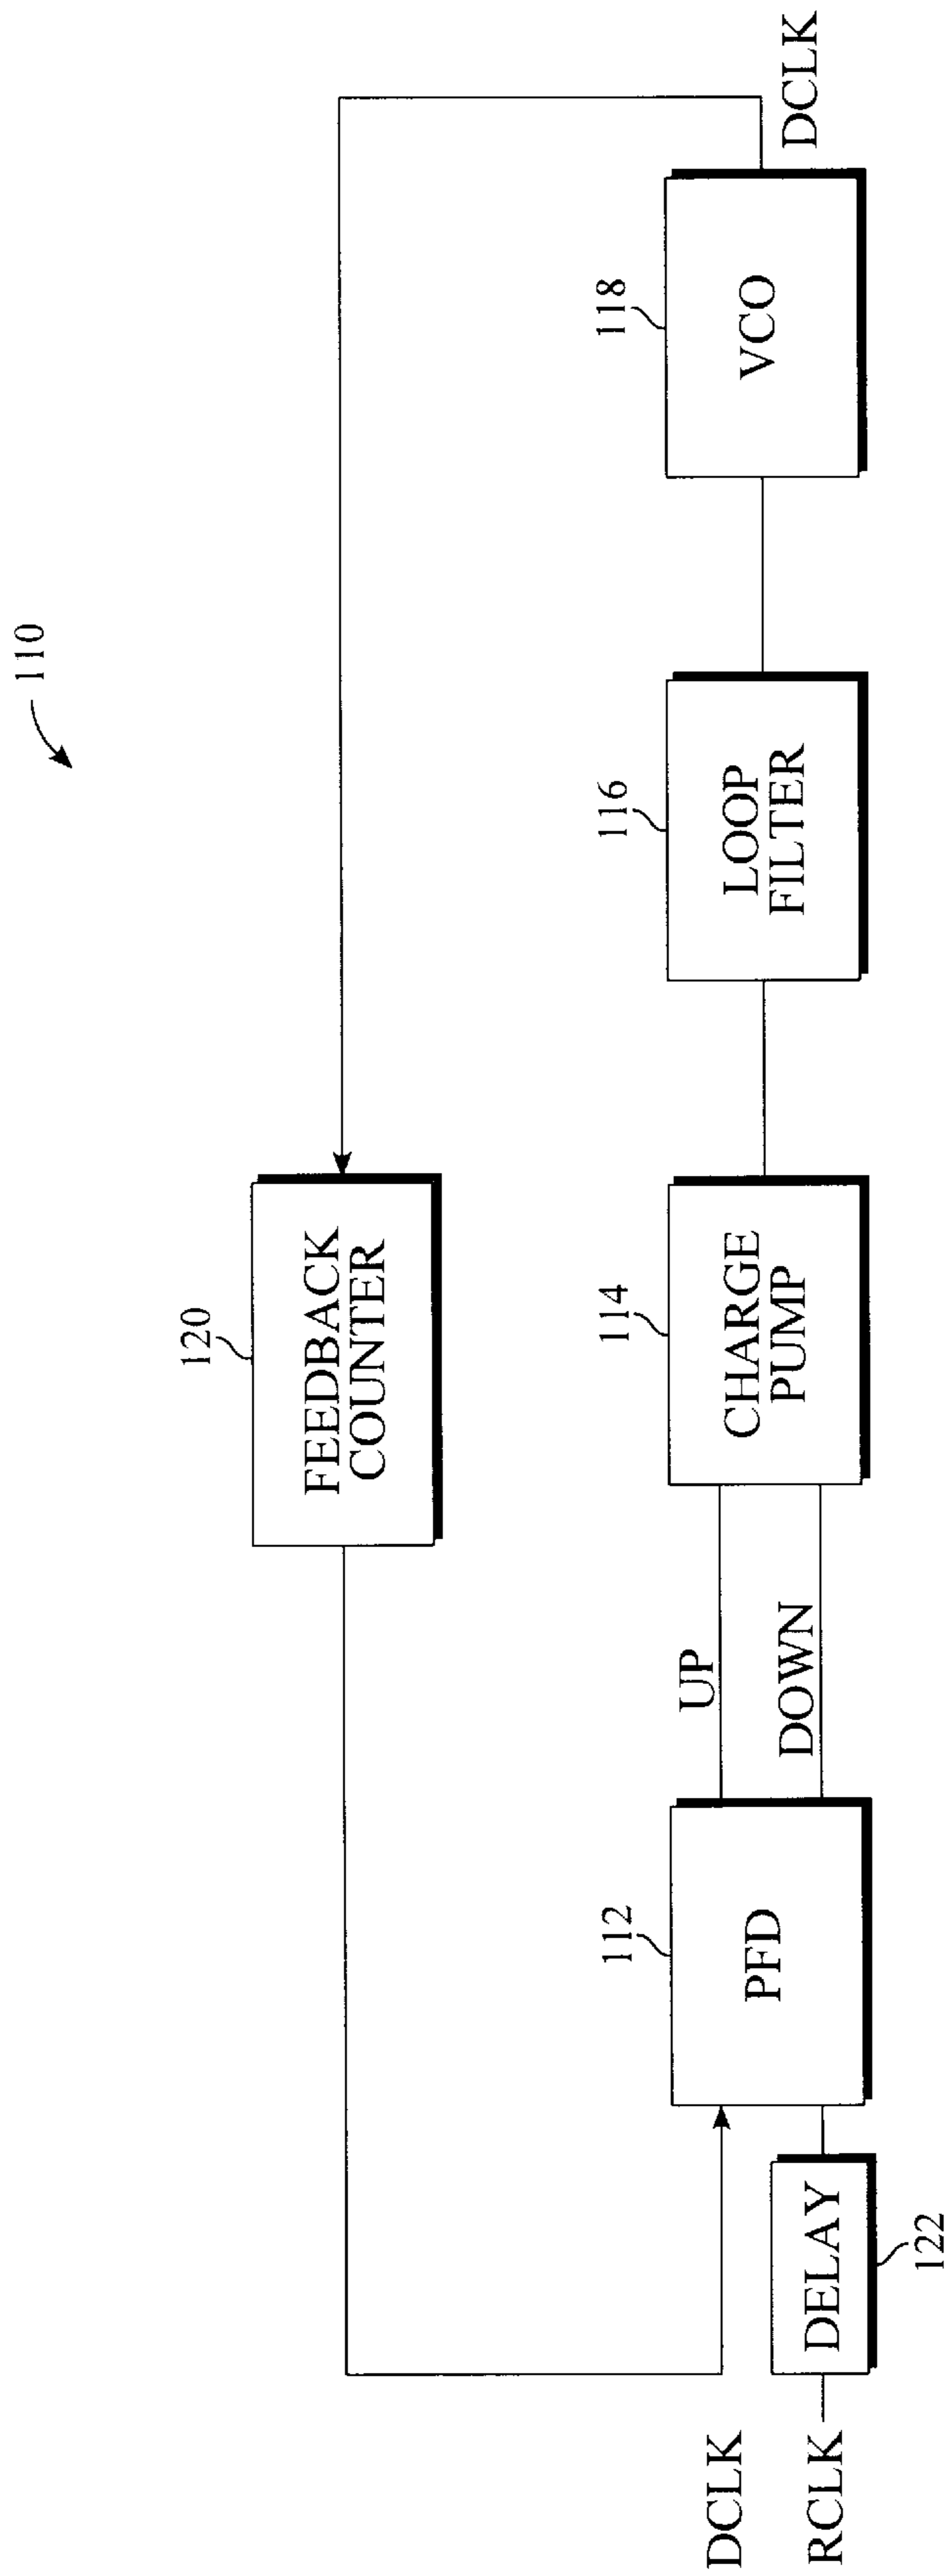 110
120
FEEDBACK
COUNTER
DCLK
RCLK
DELAY
122
112
PFD
UP
DOWN
114
CHARGE
PUMP
116
LOOP
FILTER
118
VCO
DCLK